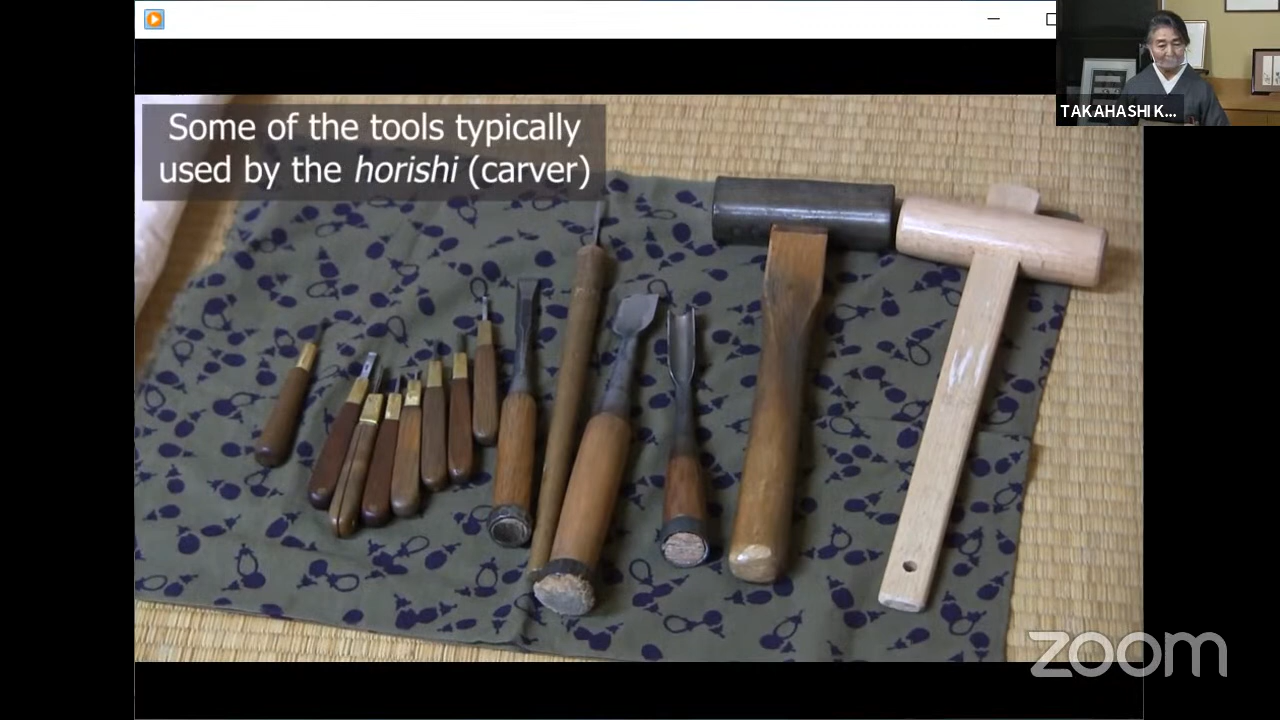 Some of the tools typically
used by the horishi (carver)
TAKAHASHI K...
zoom